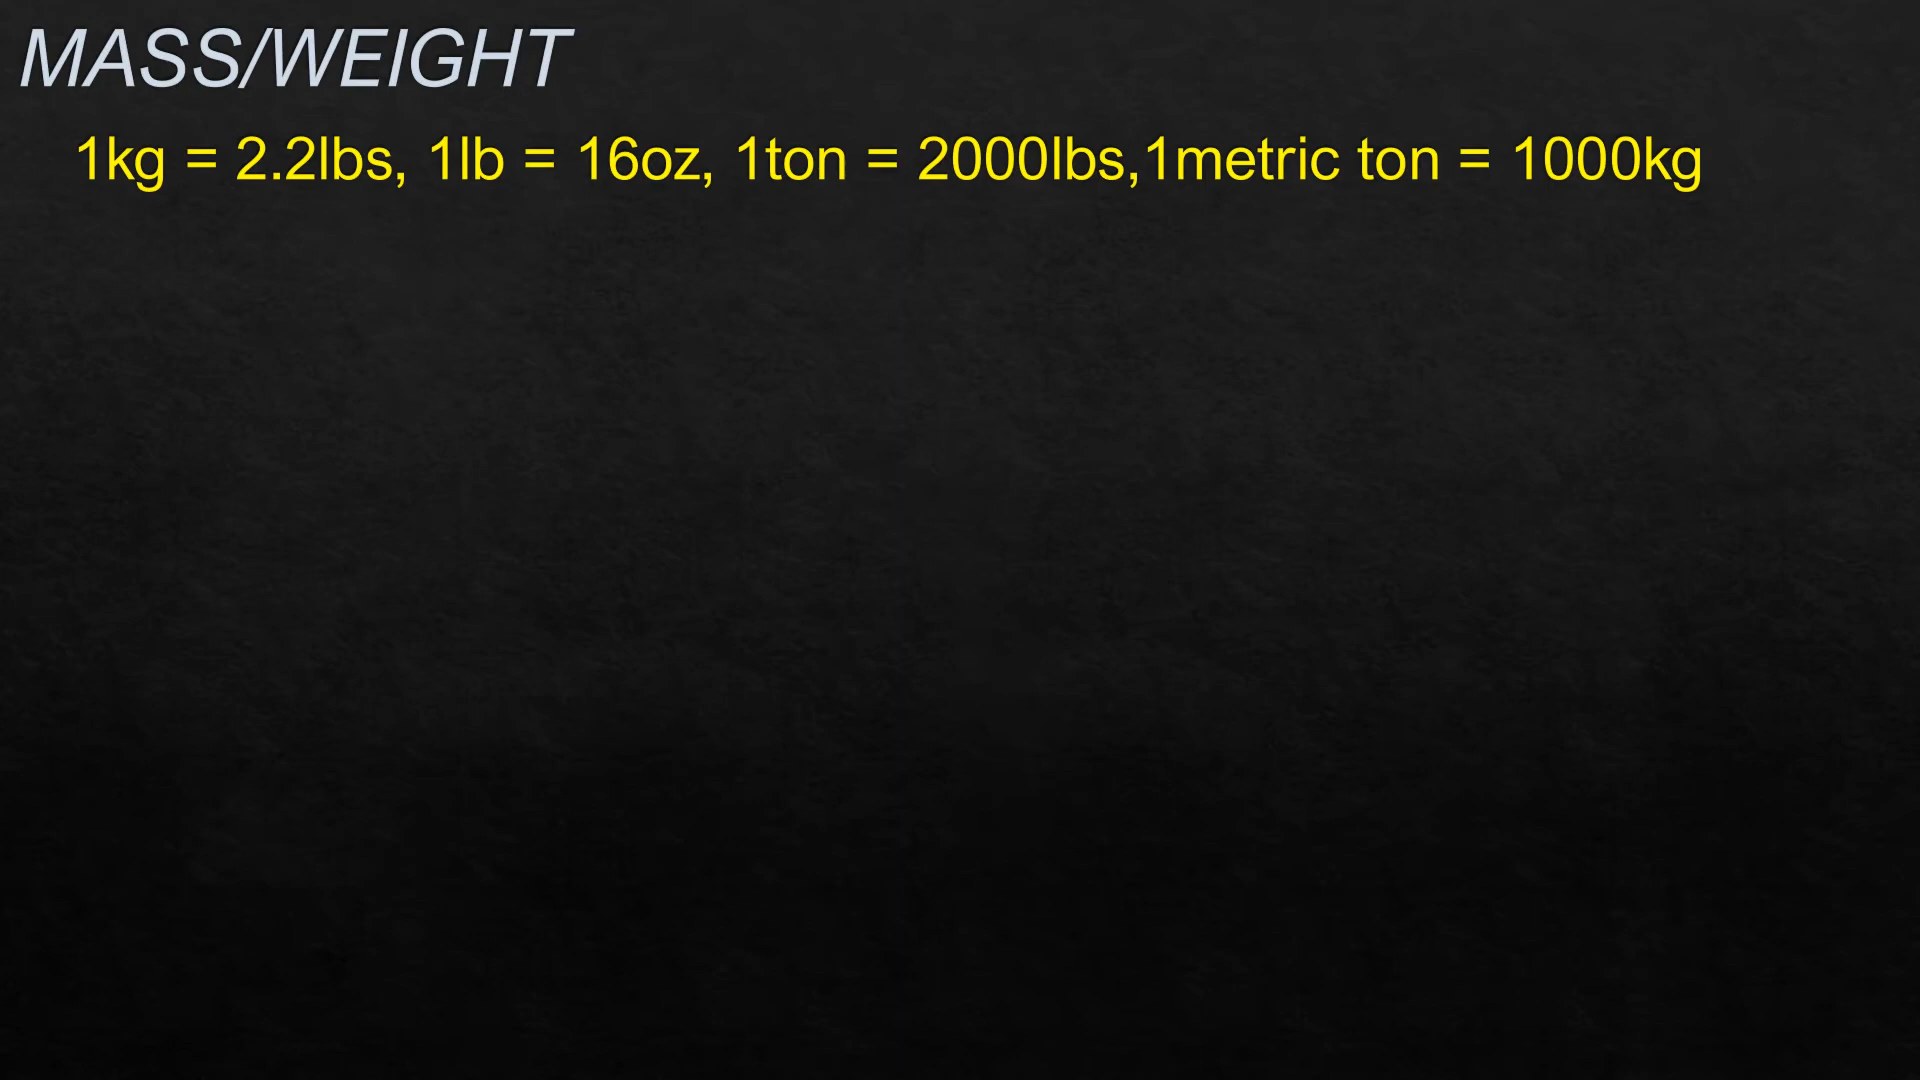 MASS/WEIGHT
1kg = 2.2lbs, 1lb = 16oz, 1ton = 2000lbs,1metric ton = 1000kg